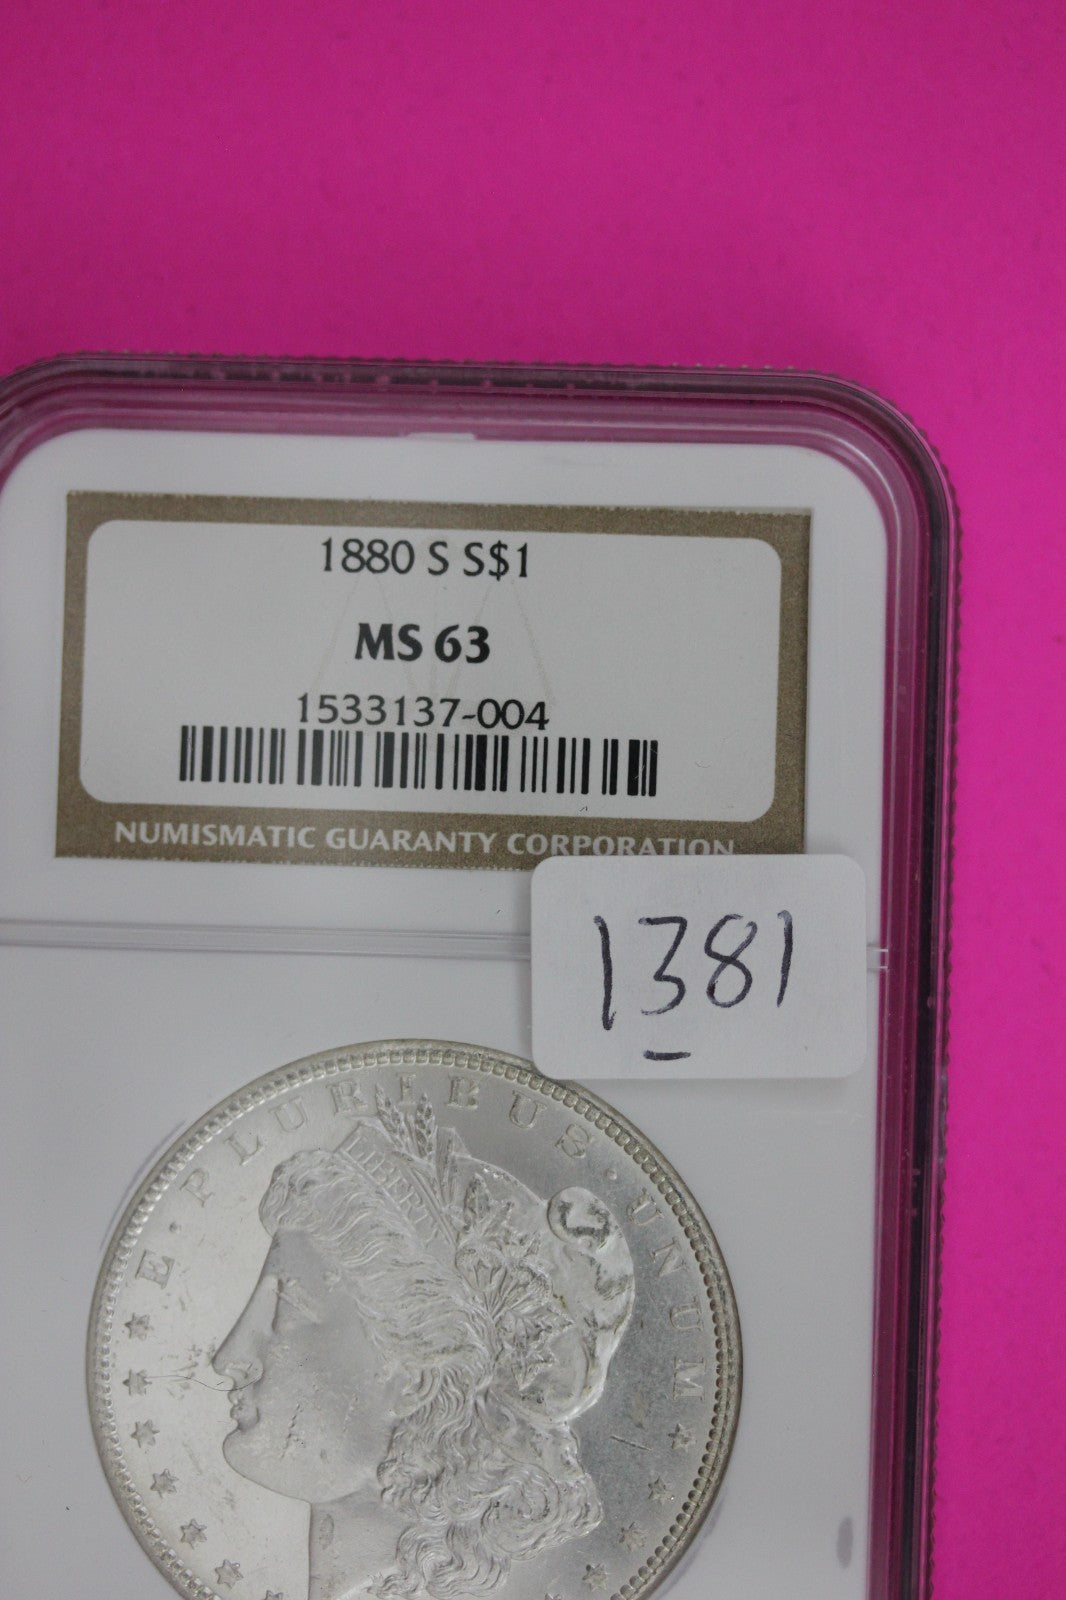 1880 S S$1
MS 63
1533137-004
NUMISMATIC GUARANTY CORPORATION
1381
E · PLURIBUS · UNUM
LIBERTY